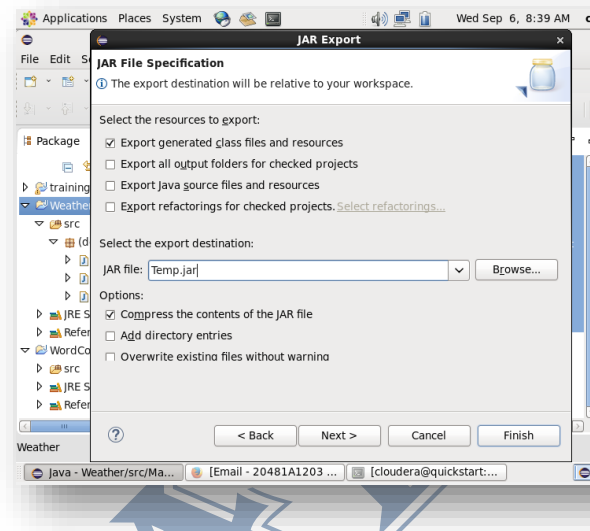 Applications Places System Wed Sep 6, 8:39 AM
JAR Export
File Edit
JAR File Specification
The export destination will be relative to your workspace.
Select the resources to export:
Package
Export generated class files and resources
Export all output folders for checked projects
training
Export Java source files and resources
Weathe
Export refactorings for checked projects. Select refactorings...
src
(d
Select the export destination:
JAR file: Temp.jar Browse...
Options:
JRE S
Compress the contents of the JAR file
Refer
Add directory entries
WordCo
Overwrite existing files without warning
src
JRE S
Refer
< Back Next > Cancel Finish
Weather
Java - Weather/src/Ma... [Email - 20481A1203 ... [cloudera@quickstart:...